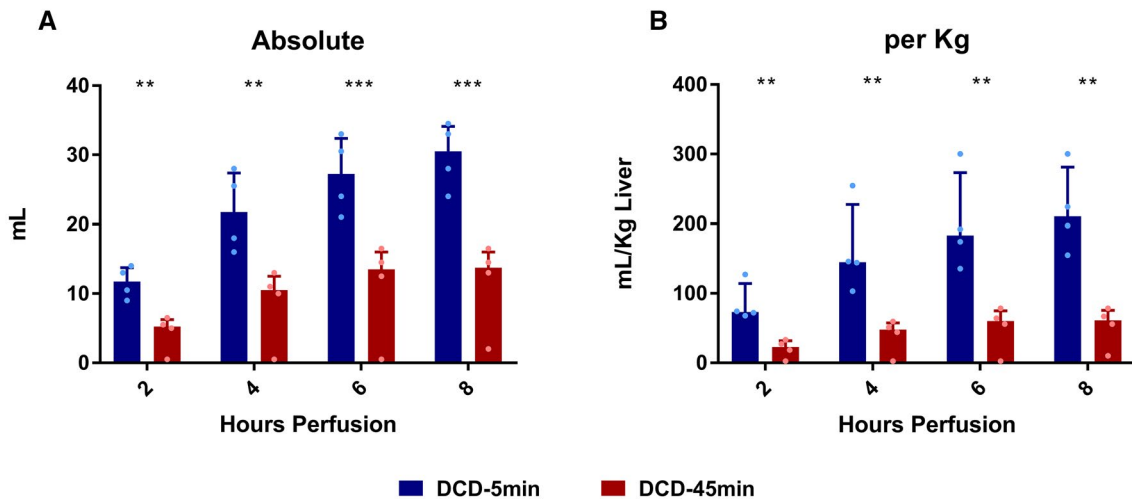 A
Absolute
** ** *** ***
40
30
20
10
0
mL
2 4 6 8
Hours Perfusion
B
per Kg
** ** ** **
400
300
200
100
0
mL/Kg Liver
2 4 6 8
Hours Perfusion
DCD-5min DCD-45min